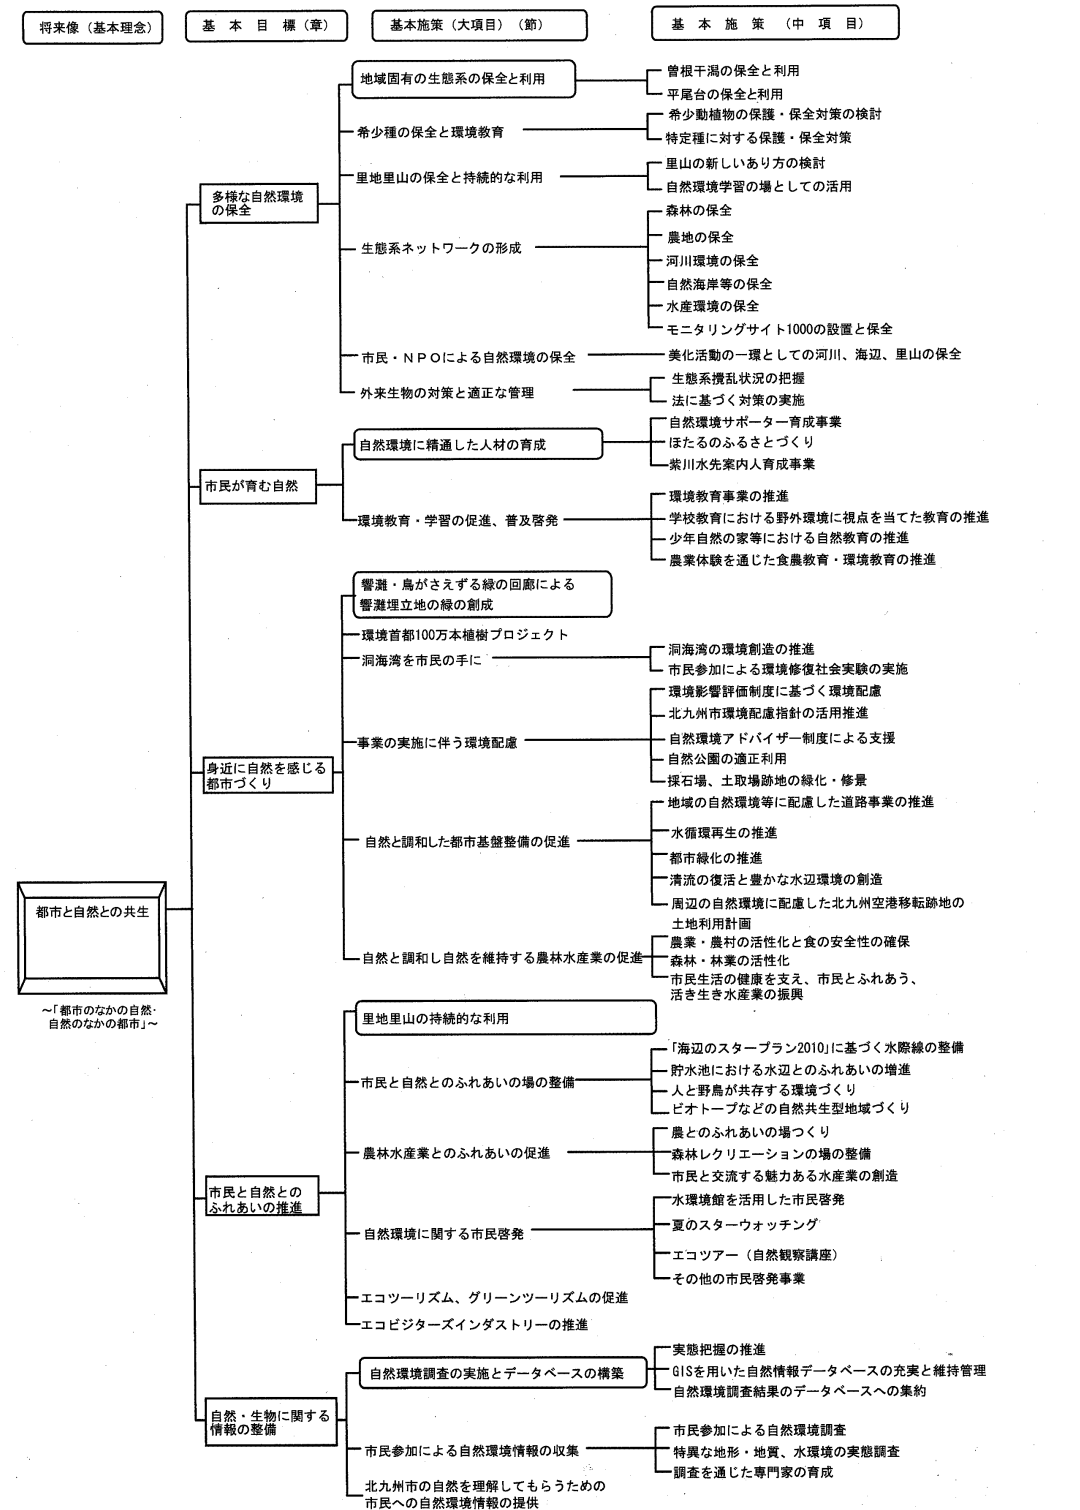 将来像（基本理念）
基本目標（章）
基本施策（大項目）（節）
基本施策（中項目）
都市と自然との共生
～「都市のなかの自然・
自然のなかの都市」～
多様な自然環境
の保全
地域固有の生態系の保全と利用
曽根干潟の保全と利用
平尾台の保全と利用
希少種の保全と環境教育
希少動植物の保護・保全対策の検討
特定種に対する保護・保全対策
里地里山の保全と持続的な利用
里山の新しいあり方の検討
自然環境学習の場としての活用
生態系ネットワークの形成
森林の保全
農地の保全
河川環境の保全
自然海岸等の保全
水産環境の保全
モニタリングサイト1000の設置と保全
市民・ＮＰＯによる自然環境の保全
美化活動の一環としての河川、海辺、里山の保全
外来生物の対策と適正な管理
生態系攪乱状況の把握
法に基づく対策の実施
市民が育む自然
自然環境に精通した人材の育成
自然環境サポーター育成事業
ほたるのふるさとづくり
紫川水先案内人育成事業
環境教育・学習の促進、普及啓発
環境教育事業の推進
学校教育における野外環境に視点を当てた教育の推進
少年自然の家等における自然教育の推進
農業体験を通じた食農教育・環境教育の推進
身近に自然を感じる
都市づくり
響灘・鳥がさえずる緑の回廊による
響灘埋立地の緑の創成
環境首都100万本植樹プロジェクト
洞海湾を市民の手に
洞海湾の環境創造の推進
市民参加による環境修復社会実験の実施
事業の実施に伴う環境配慮
環境影響評価制度に基づく環境配慮
北九州市環境配慮指針の活用推進
自然環境アドバイザー制度による支援
自然公園の適正利用
採石場、土取場跡地の緑化・修景
自然と調和した都市基盤整備の促進
地域の自然環境等に配慮した道路事業の推進
水循環再生の推進
都市緑化の推進
清流の復活と豊かな水辺環境の創造
周辺の自然環境に配慮した北九州空港移転跡地の
土地利用計画
自然と調和し自然を維持する農林水産業の促進
農業・農村の活性化と食の安全性の確保
森林・林業の活性化
市民生活の健康を支え、市民とふれあう、
活き生き水産業の振興
市民と自然との
ふれあいの推進
里地里山の持続的な利用
市民と自然とのふれあいの場の整備
「海辺のスタープラン2010」に基づく水際線の整備
貯水池における水辺とのふれあいの増進
人と野鳥が共存する環境づくり
ビオトープなどの自然共生型地域づくり
農林水産業とのふれあいの促進
農とのふれあいの場つくり
森林レクリエーションの場の整備
市民と交流する魅力ある水産業の創造
自然環境に関する市民啓発
水環境館を活用した市民啓発
夏のスターウォッチング
エコツアー（自然観察講座）
その他の市民啓発事業
エコツーリズム、グリーンツーリズムの促進
エコビジターズインダストリーの推進
自然・生物に関する
情報の整備
自然環境調査の実施とデータベースの構築
実態把握の推進
GISを用いた自然情報データベースの充実と維持管理
自然環境調査結果のデータベースへの集約
市民参加による自然環境情報の収集
市民参加による自然環境調査
特異な地形・地質、水環境の実態調査
調査を通じた専門家の育成
北九州市の自然を理解してもらうための
市民への自然環境情報の提供